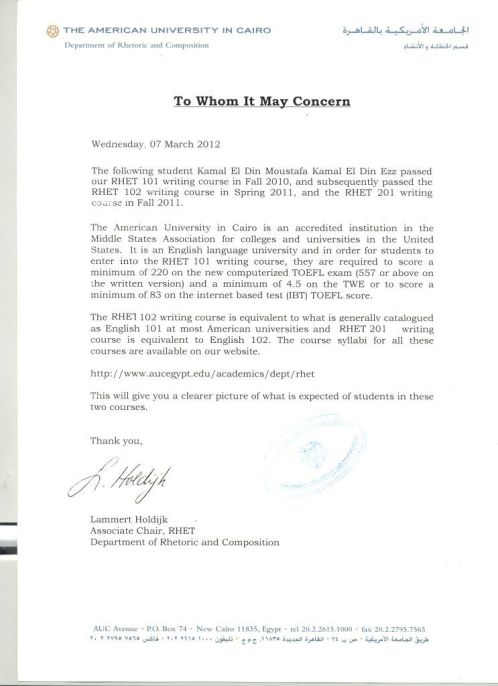 THE AMERICAN UNIVERSITY IN CAIRO
الجامعة الأمريكية بالقاهرة
Department of Rhetoric and Composition
قسم الخطابة و الأنشاء
To Whom It May Concern
Wednesday, 07 March 2012
The following student Kamal El Din Moustafa Kamal El Din Ezz passed
our RHET 101 writing course in Fall 2010, and subsequently passed the
RHET 102 writing course in Spring 2011, and the RHET 201 writing
course in Fall 2011.
The American University in Cairo is an accredited institution in the
Middle States Association for colleges and universities in the United
States. It is an English language university and in order for students to
enter into the RHET 101 writing course, they are required to score a
minimum of 220 on the new computerized TOEFL exam (557 or above on
the written version) and a minimum of 4.5 on the TWE or to score a
minimum of 83 on the internet based test (IBT) TOEFL score.
The RHET 102 writing course is equivalent to what is generally catalogued
as English 101 at most American universities and RHET 201 writing
course is equivalent to English 102. The course syllabi for all these
courses are available on our website.
http://www.aucegypt.edu/academics/dept/rhet
This will give you a clearer picture of what is expected of students in these
two courses.
Thank you,
L. Holdijk
Lammert Holdijk
Associate Chair, RHET
Department of Rhetoric and Composition
AUC Avenue · P.O. Box 74 · New Cairo 11835, Egypt · tel 20.2.2615.1000 · fax 20.2.2795.7565
طريق الجامعة الأمريكية · ص ب ٧٤ · القاهرة الجديدة ١١٨٣٥، ج.م.ع · تليفون ١٠٠٠ ٢٦١٥ ٢٠٢ · فاكس ٧٥٦٥ ٢٧٩٥ ٢ ٢٠